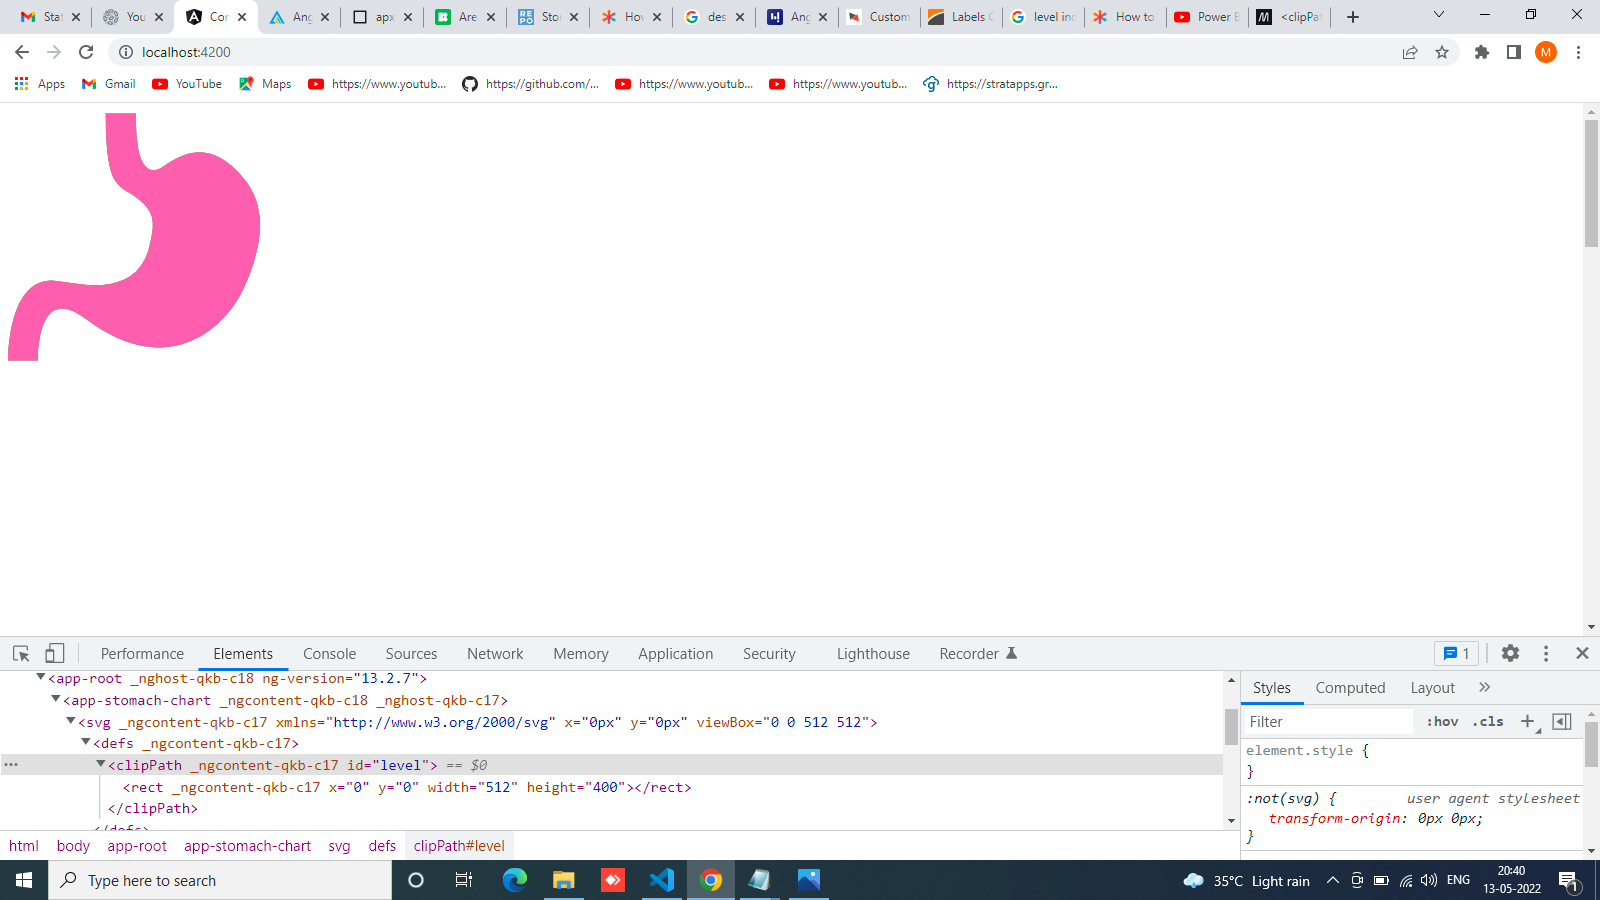 Stat
You
Cor
Ang
apx
Are
REPO
Stor
How
des
Ang
Custom
Labels C
level inc
How to
Power B
<clipPat
localhost:4200
M
Apps
Gmail
YouTube
Maps
https://www.youtub...
https://github.com/...
https://www.youtub...
https://www.youtub...
https://stratapps.gr...
Performance
Elements
Console
Sources
Network
Memory
Application
Security
Lighthouse
Recorder
1
<app-root _nghost-qkb-c18 ng-version="13.2.7">
<app-stomach-chart _ngcontent-qkb-c18 _nghost-qkb-c17>
<svg _ngcontent-qkb-c17 xmlns="http://www.w3.org/2000/svg" x="0px" y="0px" viewBox="0 0 512 512">
<defs _ngcontent-qkb-c17>
<clipPath _ngcontent-qkb-c17 id="level"> == $0
<rect _ngcontent-qkb-c17 x="0" y="0" width="512" height="400"></rect>
</clipPath>
</defs>
html body app-root app-stomach-chart svg defs clipPath#level
Styles Computed Layout
Filter
:hov .cls
element.style {
}
:not(svg) { user agent stylesheet
transform-origin: 0px 0px;
}
Type here to search
35°C Light rain
ENG
20:40
13-05-2022
1